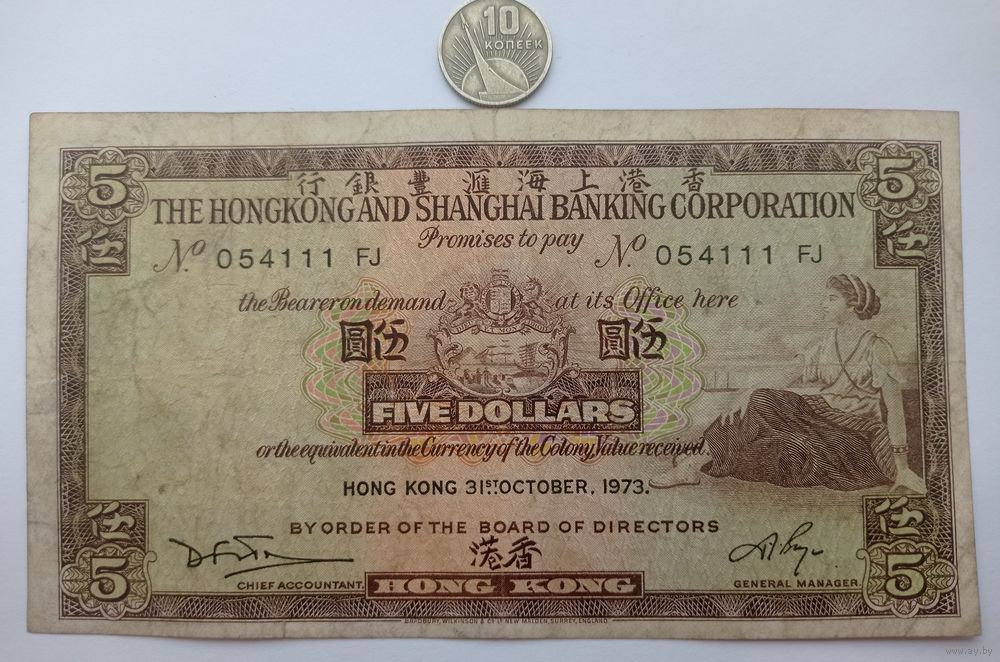 10
КОПЕЕК
5 5
香港上海滙豐銀行
THE HONGKONG AND SHANGHAI BANKING CORPORATION
伍 伍
Promises to pay
No. 054111 FJ No. 054111 FJ
the Bearer on demand at its Office here
伍圓 伍圓
FIVE DOLLARS
or the equivalent in the Currency of the Colony, Value received.
HONG KONG 31ST OCTOBER, 1973.
伍 伍
BY ORDER OF THE BOARD OF DIRECTORS
香港
5 5
CHIEF ACCOUNTANT. HONG KONG GENERAL MANAGER.
BRADBURY, WILKINSON & Co. Ld. NEW MALDEN, SURREY, ENGLAND
www.ay.by